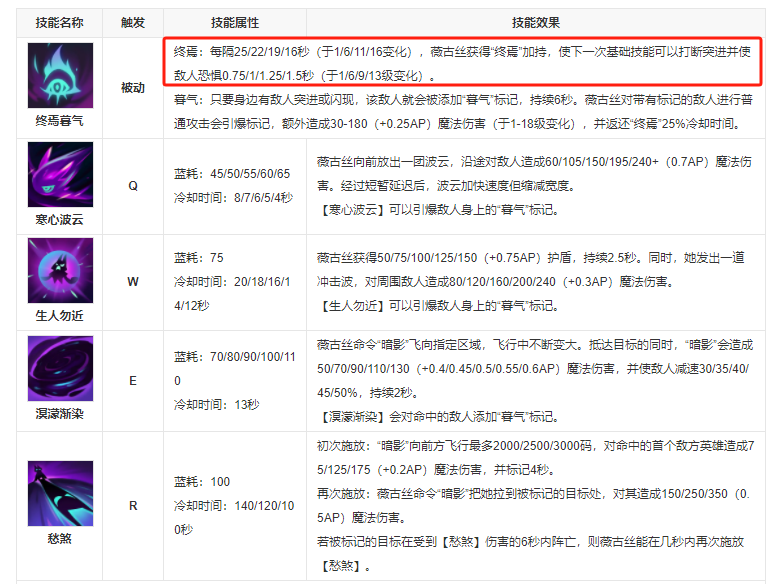 技能名称 触发 技能属性 技能效果
终焉暮气
被动
终焉：每隔25/22/19/16秒（于1/6/11/16变化），薇古丝获得“终焉”加持，使下一次基础技能可以打断突进并使
敌人恐惧0.75/1/1.25/1.5秒（于1/6/9/13级变化）。
暮气：只要身边有敌人突进或闪现，该敌人就会被添加“暮气”标记，持续6秒。薇古丝对带有标记的敌人进行普
通攻击会引爆标记，额外造成30-180（+0.25AP）魔法伤害（于1-18级变化），并返还“终焉”25%冷却时间。
寒心波云
Q
蓝耗：45/50/55/60/65
冷却时间：8/7/6/5/4秒
薇古丝向前放出一团波云，沿途对敌人造成60/105/150/195/240+（0.7AP）魔法伤
害。经过短暂延迟后，波云加快速度但缩减宽度。
【寒心波云】可以引爆敌人身上的“暮气”标记。
生人勿近
W
蓝耗：75
冷却时间：20/18/16/1
4/12秒
薇古丝获得50/75/100/125/150（+0.75AP）护盾，持续2.5秒。同时，她发出一道
冲击波，对周围敌人造成80/120/160/200/240（+0.3AP）魔法伤害。
【生人勿近】可以引爆敌人身上的“暮气”标记。
溟濛渐染
E
蓝耗：70/80/90/100/11
0
冷却时间：13秒
薇古丝命令“暗影”飞向指定区域，飞行中不断变大。抵达目标的同时，“暗影”会造成
50/70/90/110/130（+0.4/0.45/0.5/0.55/0.6AP）魔法伤害，并使敌人减速30/35/40/
45/50%，持续2秒。
【溟濛渐染】会对命中的敌人添加“暮气”标记。
愁煞
R
蓝耗：100
冷却时间：140/120/10
0秒
初次施放：“暗影”向前方飞行最多2000/2500/3000码，对命中的首个敌方英雄造成7
5/125/175（+0.2AP）魔法伤害，并标记4秒。
再次施放：薇古丝命令“暗影”把她拉到被标记的目标处，对其造成150/250/350（0.
5AP）魔法伤害。
若被标记的目标在受到【愁煞】伤害的6秒内阵亡，则薇古丝能在几秒内再次施放
【愁煞】。